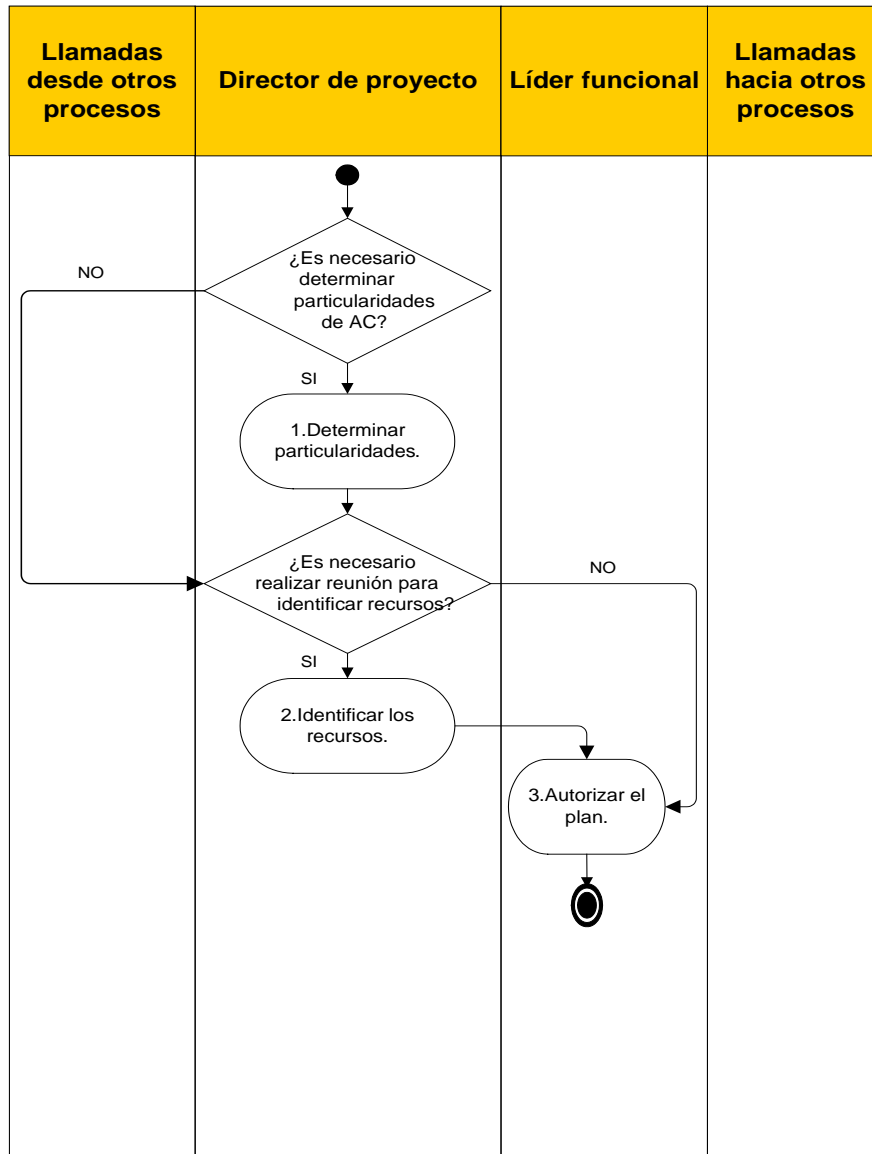 Llamadas
desde otros
procesos
Director de proyecto
Líder funcional
Llamadas
hacia otros
procesos
¿Es necesario
determinar
particularidades
de AC?
NO
SI
1.Determinar
particularidades.
¿Es necesario
realizar reunión para
identificar recursos?
NO
SI
2.Identificar los
recursos.
3.Autorizar el
plan.